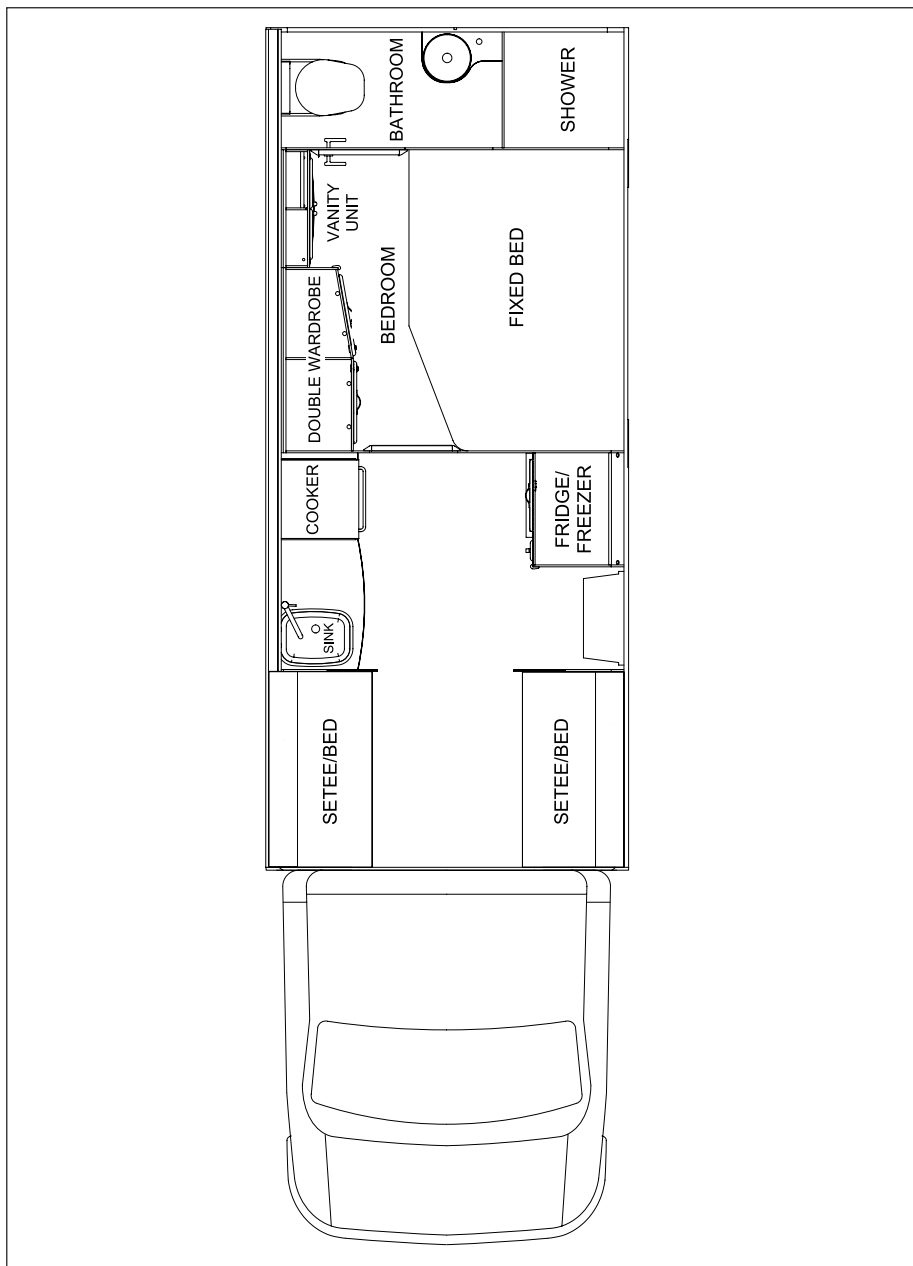 BATHROOM
SHOWER
VANITY
UNIT
DOUBLE WARDROBE
BEDROOM
FIXED BED
COOKER
FRIDGE/
FREEZER
SINK
SETEE/BED
SETEE/BED